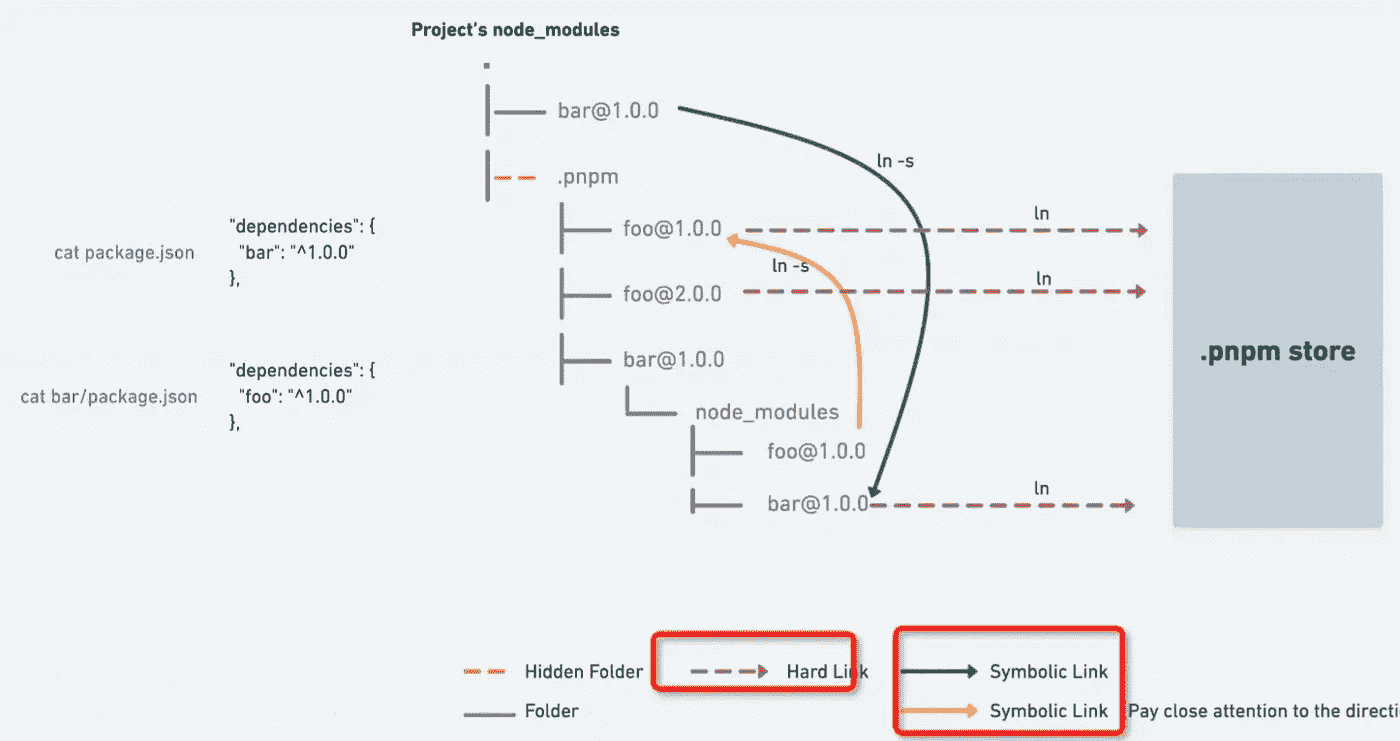 Project's node_modules
.
bar@1.0.0
ln -s
.pnpm
foo@1.0.0
ln
"dependencies": {
cat package.json
"bar": "^1.0.0"
},
ln -s
foo@2.0.0
ln
bar@1.0.0
.pnpm store
"dependencies": {
cat bar/package.json
"foo": "^1.0.0"
},
node_modules
foo@1.0.0
bar@1.0.0
ln
Hidden Folder
Hard Link
Symbolic Link
Folder
Symbolic Link
Pay close attention to the directi